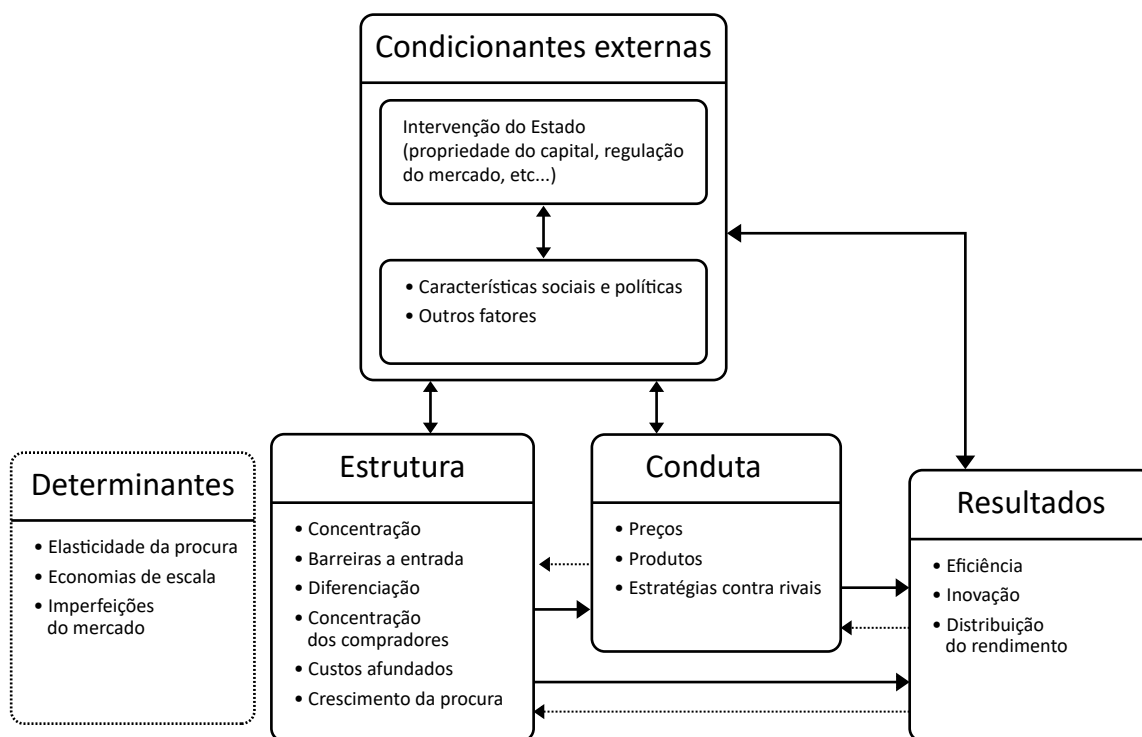 Condicionantes externas
Intervenção do Estado
(propriedade do capital, regulação
do mercado, etc...)
• Características sociais e políticas
• Outros fatores
Determinantes
• Elasticidade da procura
• Economias de escala
• Imperfeições
do mercado
Estrutura
• Concentração
• Barreiras a entrada
• Diferenciação
• Concentração
dos compradores
• Custos afundados
• Crescimento da procura
Conduta
• Preços
• Produtos
• Estratégias contra rivais
Resultados
• Eficiência
• Inovação
• Distribuição
do rendimento